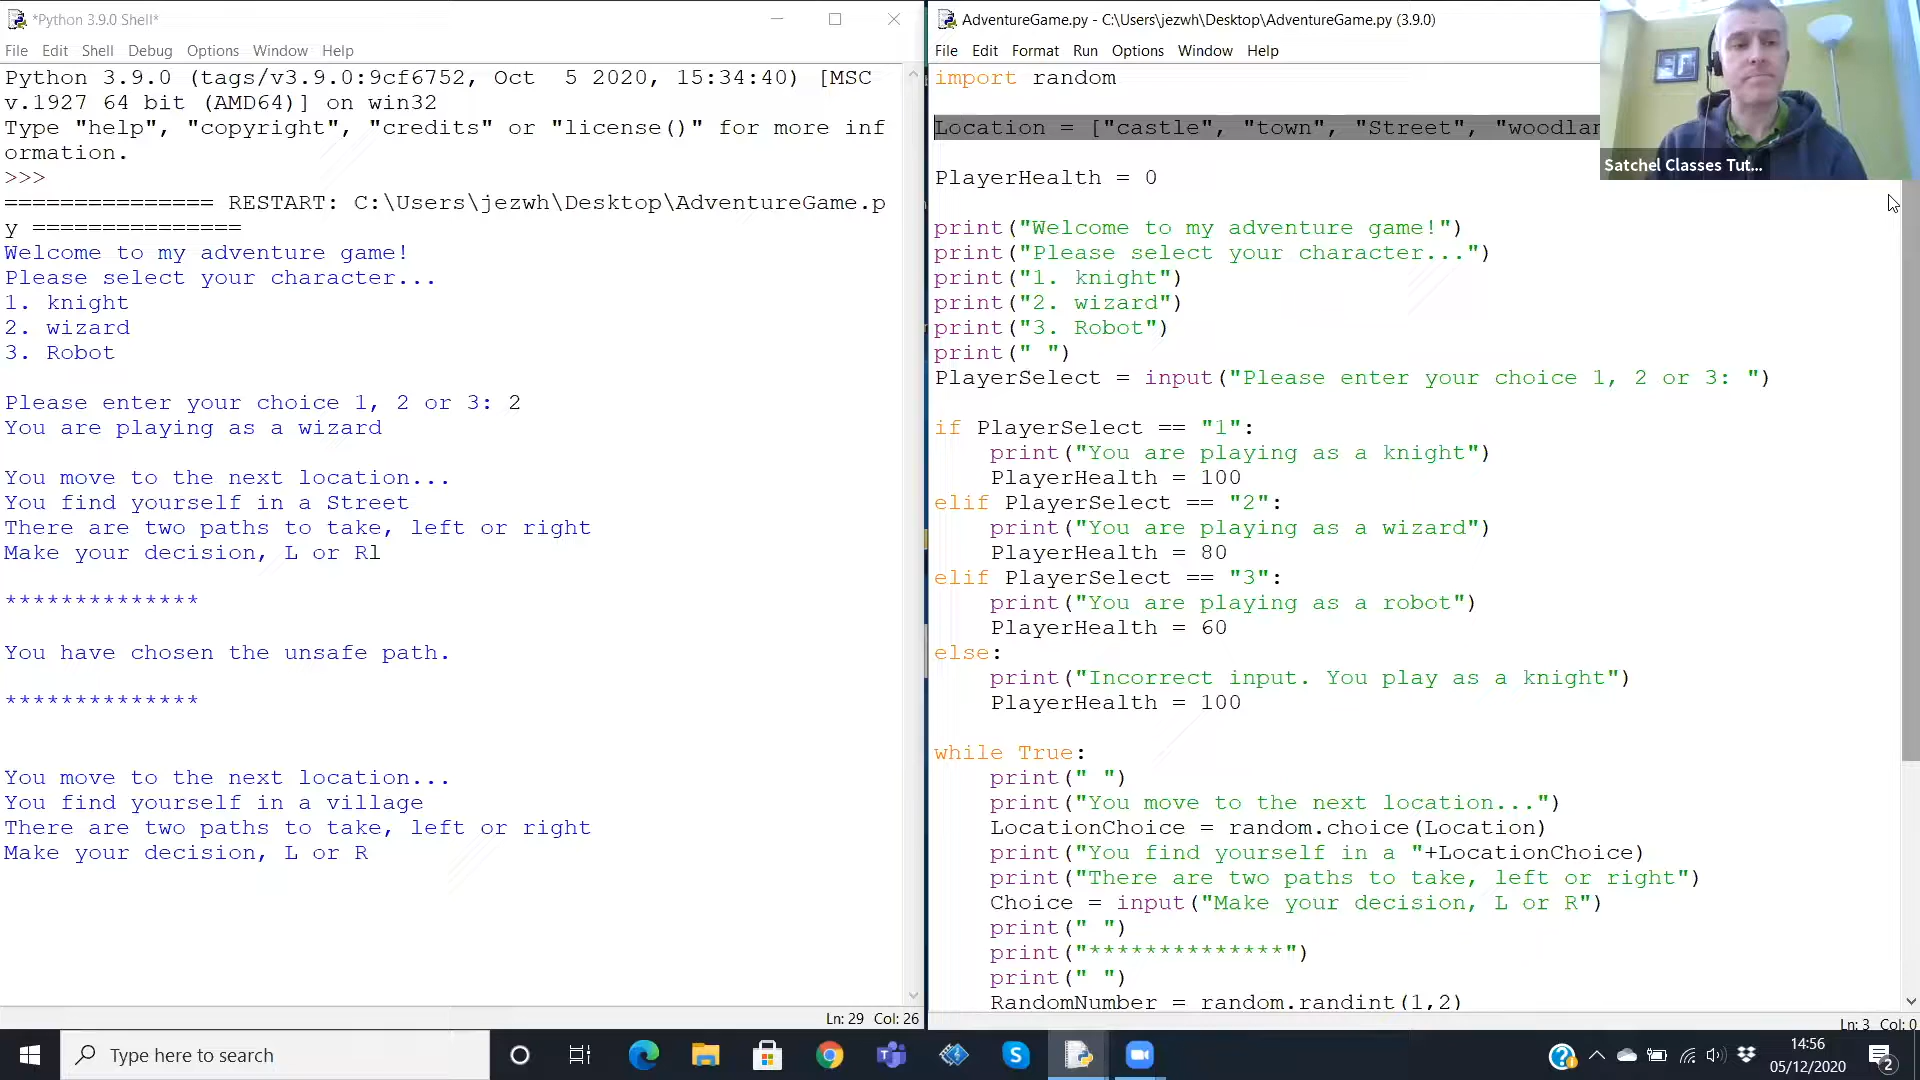 *Python 3.9.0 Shell*
File Edit Shell Debug Options Window Help
Python 3.9.0 (tags/v3.9.0:9cf6752, Oct  5 2020, 15:34:40) [MSC
v.1927 64 bit (AMD64)] on win32
Type "help", "copyright", "credits" or "license()" for more inf
ormation.
>>>
=============== RESTART: C:\Users\jezwh\Desktop\AdventureGame.p
y ===============
Welcome to my adventure game!
Please select your character...
1. knight
2. wizard
3. Robot
Please enter your choice 1, 2 or 3: 2
You are playing as a wizard
You move to the next location...
You find yourself in a Street
There are two paths to take, left or right
Make your decision, L or Rl
**************
You have chosen the unsafe path.
**************
You move to the next location...
You find yourself in a village
There are two paths to take, left or right
Make your decision, L or R
Ln: 29 Col: 26
AdventureGame.py - C:\Users\jezwh\Desktop\AdventureGame.py (3.9.0)
File Edit Format Run Options Window Help
import random
Location = ["castle", "town", "Street", "woodlan
PlayerHealth = 0
print("Welcome to my adventure game!")
print("Please select your character...")
print("1. knight")
print("2. wizard")
print("3. Robot")
print(" ")
PlayerSelect = input("Please enter your choice 1, 2 or 3: ")
if PlayerSelect == "1":
    print("You are playing as a knight")
    PlayerHealth = 100
elif PlayerSelect == "2":
    print("You are playing as a wizard")
    PlayerHealth = 80
elif PlayerSelect == "3":
    print("You are playing as a robot")
    PlayerHealth = 60
else:
    print("Incorrect input. You play as a knight")
    PlayerHealth = 100
while True:
    print(" ")
    print("You move to the next location...")
    LocationChoice = random.choice(Location)
    print("You find yourself in a "+LocationChoice)
    print("There are two paths to take, left or right")
    Choice = input("Make your decision, L or R")
    print(" ")
    print("**************")
    print(" ")
    RandomNumber = random.randint(1,2)
Ln: 3 Col: 0
Satchel Classes Tut...
Type here to search
14:56
05/12/2020
2